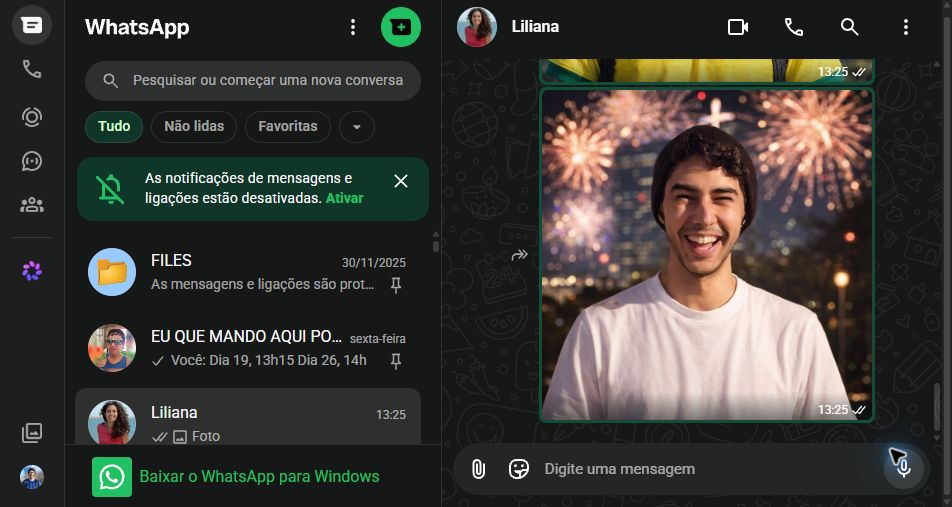 WhatsApp
Pesquisar ou começar uma nova conversa
Tudo
Não lidas
Favoritas
As notificações de mensagens e
ligações estão desativadas. Ativar
FILES
30/11/2025
As mensagens e ligações são prot...
EU QUE MANDO AQUI PO...
sexta-feira
Você: Dia 19, 13h15 Dia 26, 14h
Liliana
13:25
Foto
Baixar o WhatsApp para Windows
Liliana
13:25
13:25
Digite uma mensagem